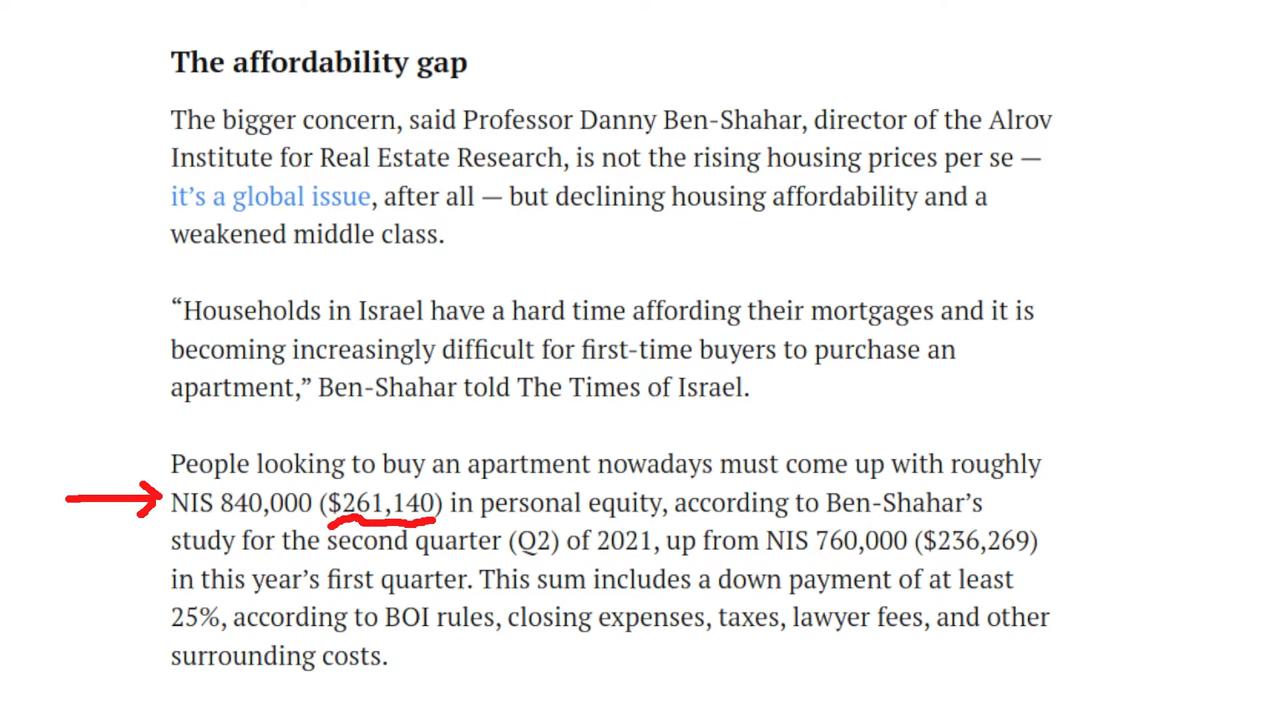 The affordability gap
The bigger concern, said Professor Danny Ben-Shahar, director of the Alrov
Institute for Real Estate Research, is not the rising housing prices per se —
it’s a global issue, after all — but declining housing affordability and a
weakened middle class.
“Households in Israel have a hard time affording their mortgages and it is
becoming increasingly difficult for first-time buyers to purchase an
apartment,” Ben-Shahar told The Times of Israel.
People looking to buy an apartment nowadays must come up with roughly
NIS 840,000 ($261,140) in personal equity, according to Ben-Shahar’s
study for the second quarter (Q2) of 2021, up from NIS 760,000 ($236,269)
in this year’s first quarter. This sum includes a down payment of at least
25%, according to BOI rules, closing expenses, taxes, lawyer fees, and other
surrounding costs.